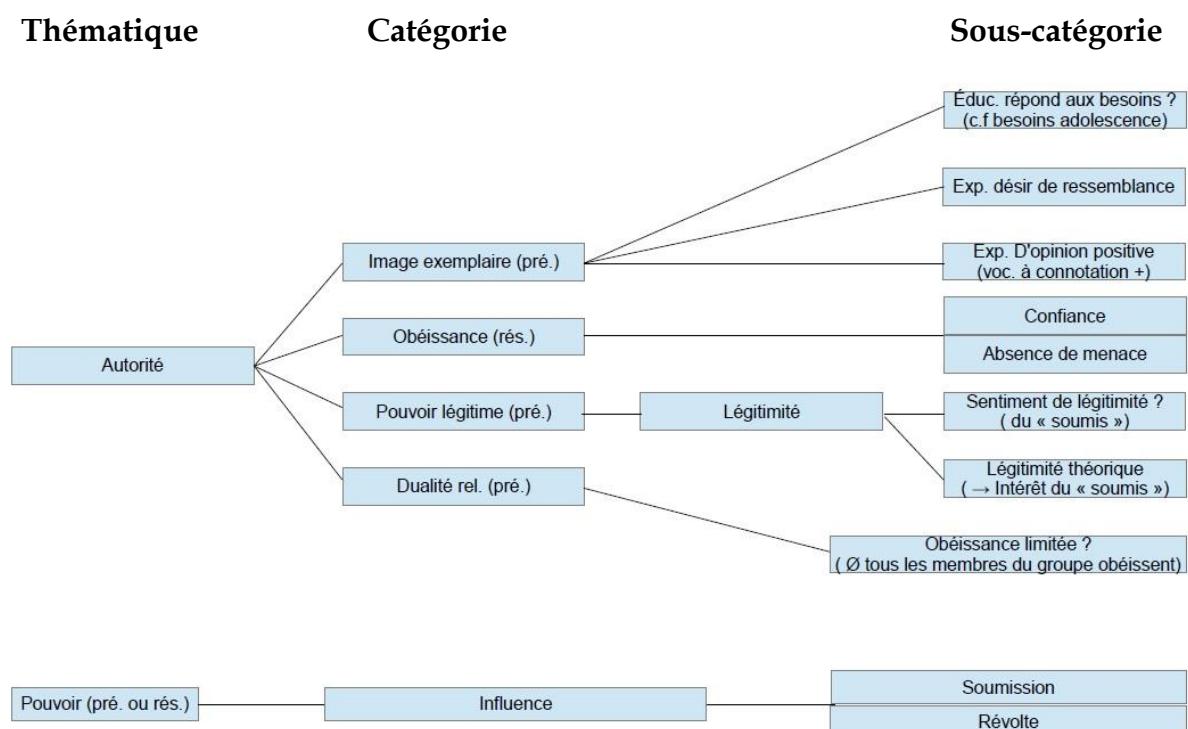 Thématique
Catégorie
Sous-catégorie
Éduc. répond aux besoins ?
(c.f besoins adolescence)
Exp. désir de ressemblance
Image exemplaire (pré.)
Exp. D'opinion positive
(voc. à connotation +)
Obéissance (rés.)
Confiance
Absence de menace
Autorité
Pouvoir légitime (pré.)
Légitimité
Sentiment de légitimité ?
( du « soumis »)
Dualité rel. (pré.)
Légitimité théorique
( → Intérêt du « soumis »)
Obéissance limitée ?
( Ø tous les membres du groupe obéissent)
Pouvoir (pré. ou rés.)
Influence
Soumission
Révolte